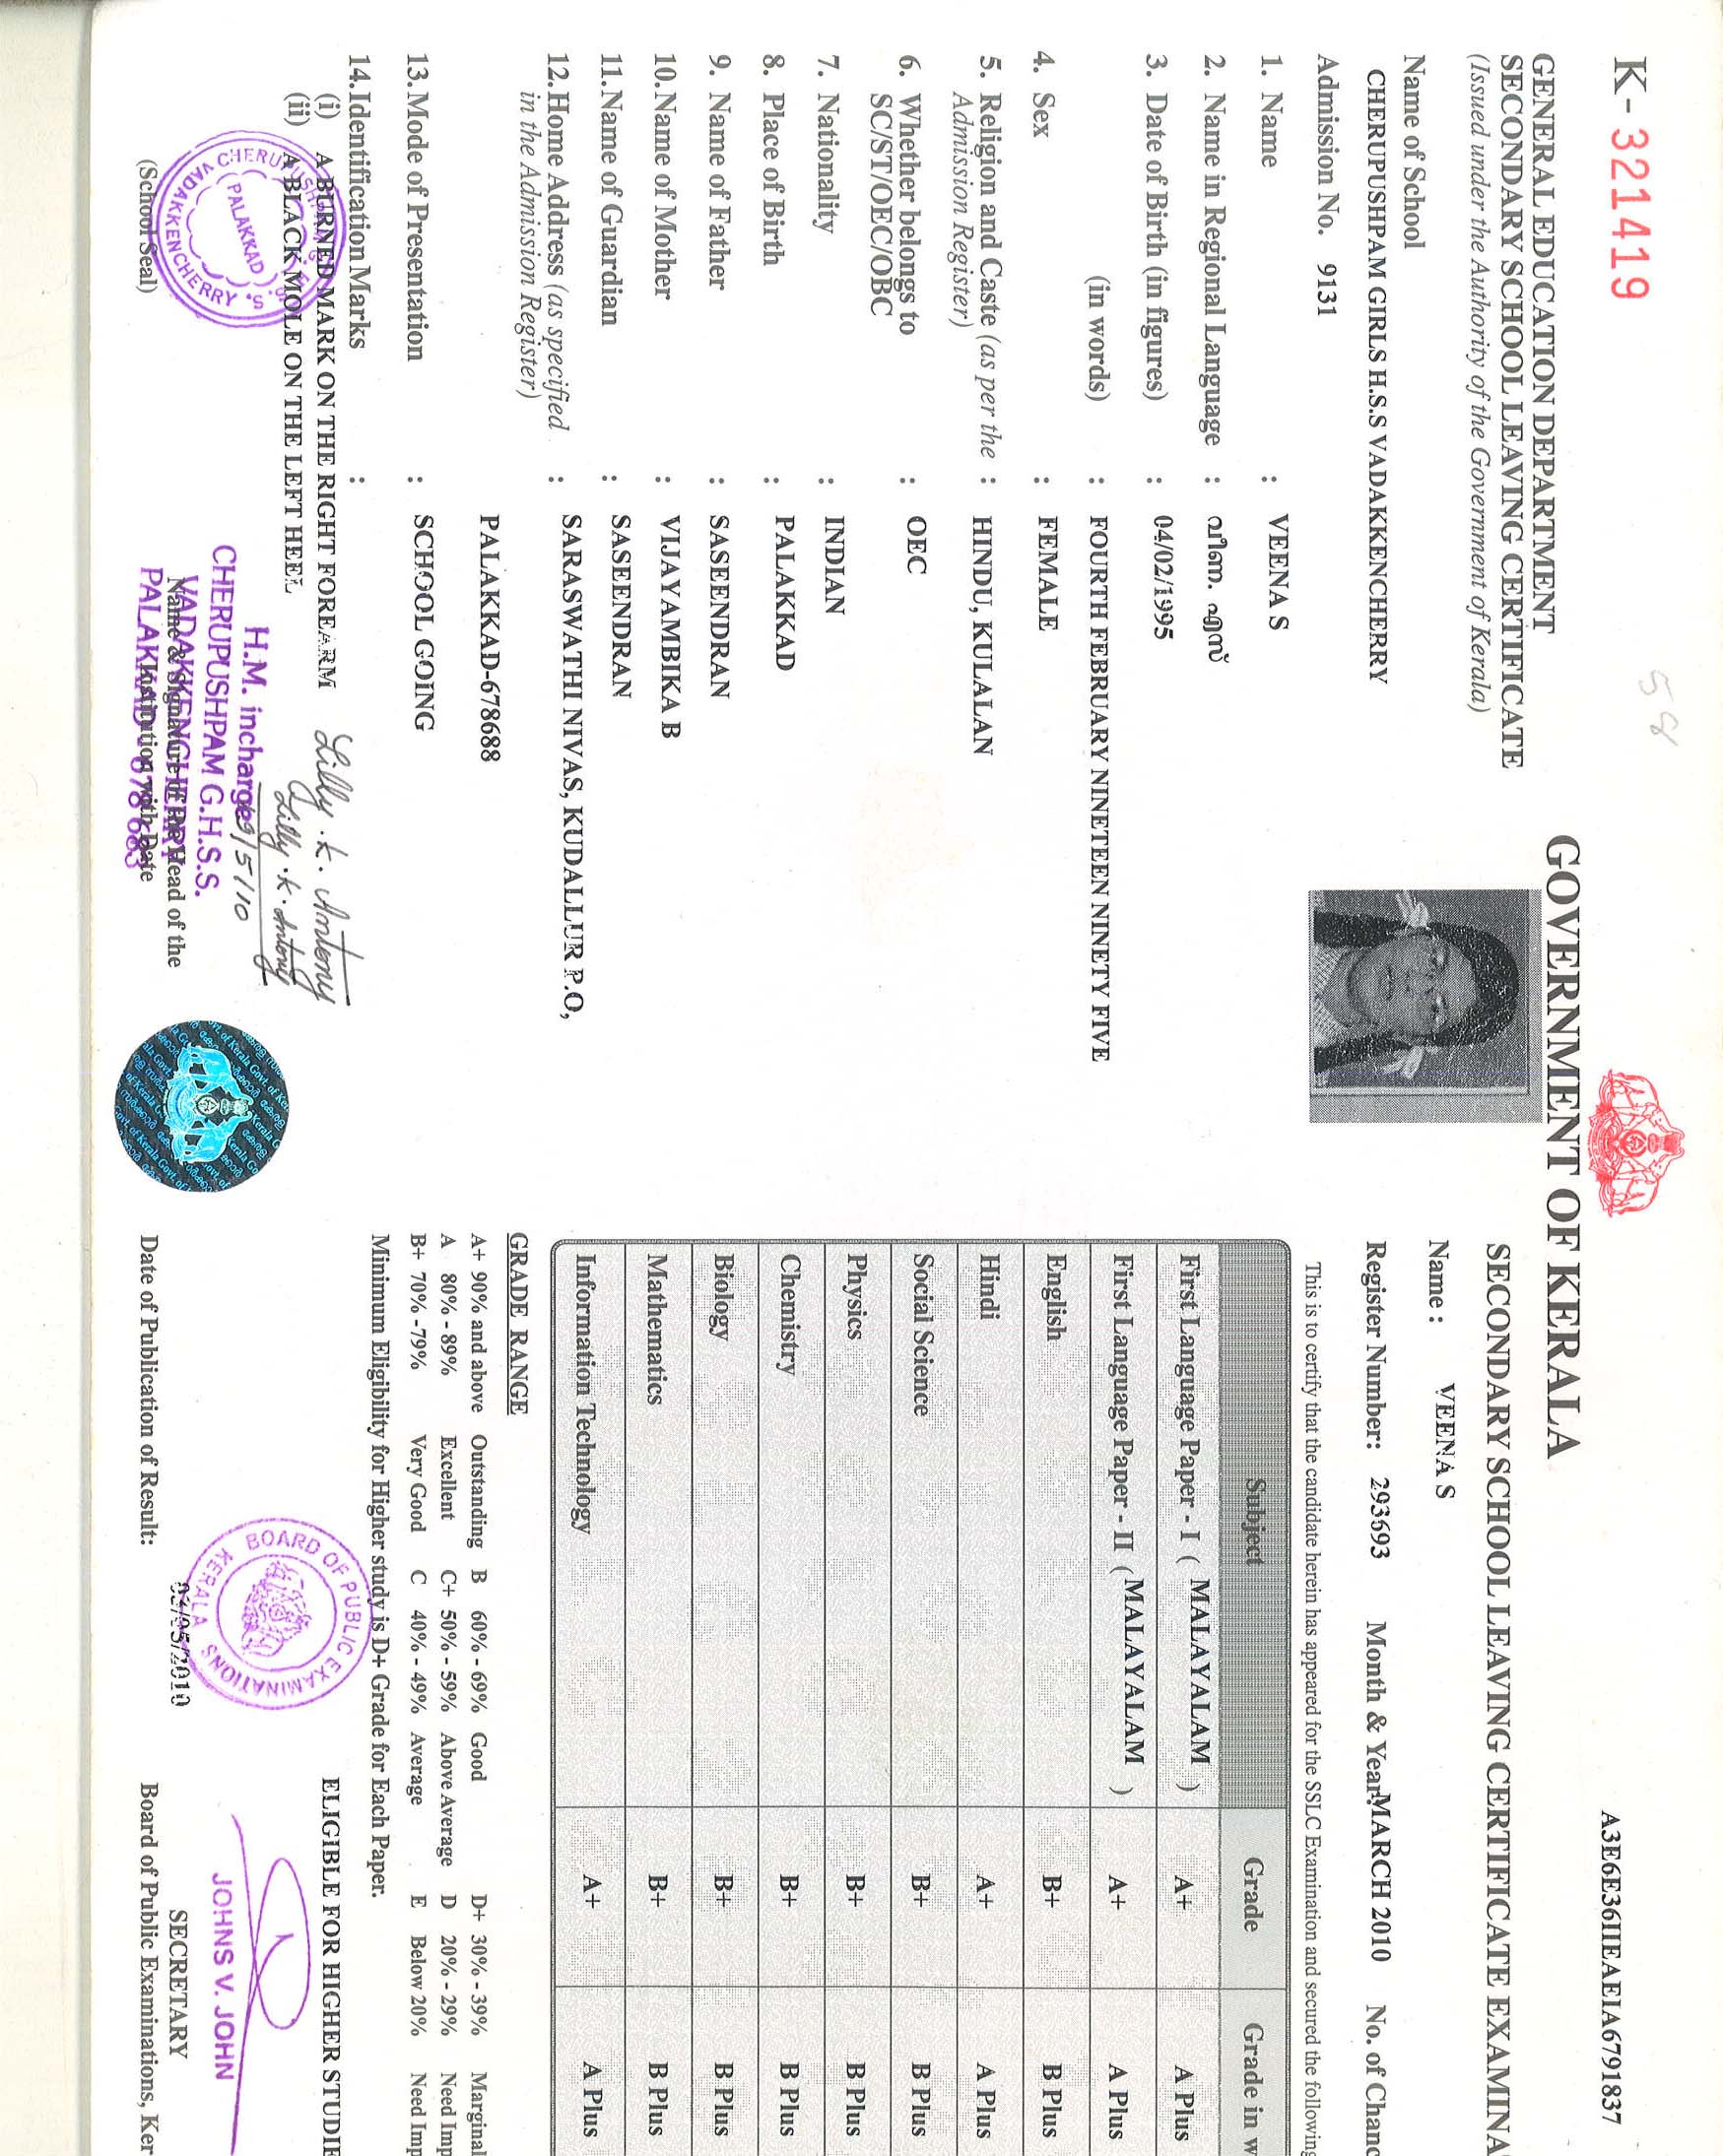 K- 321419
58
A3E6E36IIEAEIA6791837
GOVERNMENT OF KERALA
GENERAL EDUCATION DEPARTMENT
SECONDARY SCHOOL LEAVING CERTIFICATE
(Issued under the Authority of the Government of Kerala)
Name of School
CHERUPUSHPAM GIRLS H.S.S VADAKKENCHERRY
Admission No. 9131
1. Name : VEENA S
2. Name in Regional Language : വീണ. എസ്
3. Date of Birth (in figures) : 04/02/1995
(in words) : FOURTH FEBRUARY NINETEEN NINETY FIVE
4. Sex : FEMALE
5. Religion and Caste (as per the : HINDU, KULALAN
Admission Register)
6. Whether belongs to : OEC
SC/ST/OEC/OBC
7. Nationality : INDIAN
8. Place of Birth : PALAKKAD
9. Name of Father : SASEENDRAN
10. Name of Mother : VIJAYAMBIKA B
11. Name of Guardian : SASEENDRAN
12. Home Address (as specified : SARASWATHI NIVAS, KUDALLUR P.O,
in the Admission Register)
PALAKKAD-678688
13. Mode of Presentation : SCHOOL GOING
14. Identification Marks :
(i) A BURNED MARK ON THE RIGHT FOREARM
(ii) A BLACK MOLE ON THE LEFT HEEL
Lilly . K. Antony
Lilly . K. Antony
H.M. incharge /5/10
CHERUPUSHPAM G.H.S.S.
VADAKKENCHERRY
PALAKKAD-678 683
Name & Signature of the Head of the
Institution with Date
(School Seal)
CHERUPUSHPAM G.H.S.S. VADAKKENCHERRY
PALAKKAD
SECONDARY SCHOOL LEAVING CERTIFICATE EXAMINA
Name : VEENA S
Register Number: 293693 Month & Year: MARCH 2010 No. of Chanc
This is to certify that the candidate herein has appeared for the SSLC Examination and secured the following
Subject Grade Grade in w
First Language Paper - I ( MALAYALAM ) A+ A Plus
First Language Paper - II ( MALAYALAM ) A+ A Plus
English B+ B Plus
Hindi A+ A Plus
Social Science B+ B Plus
Physics B+ B Plus
Chemistry B+ B Plus
Biology B+ B Plus
Mathematics B+ B Plus
Information Technology A+ A Plus
GRADE RANGE
A+ 90% and above Outstanding B 60% - 69% Good D+ 30% - 39% Marginal
A 80% - 89% Excellent C+ 50% - 59% Above Average D 20% - 29% Need Imp
B+ 70% -79% Very Good C 40% - 49% Average E Below 20% Need Imp
Minimum Eligibility for Higher study is D+ Grade for Each Paper.
ELIGIBLE FOR HIGHER STUDIE
BOARD OF PUBLIC EXAMINATIONS KERALA
JOHNS V. JOHN
SECRETARY
Date of Publication of Result: /05/2010 Board of Public Examinations, Ker